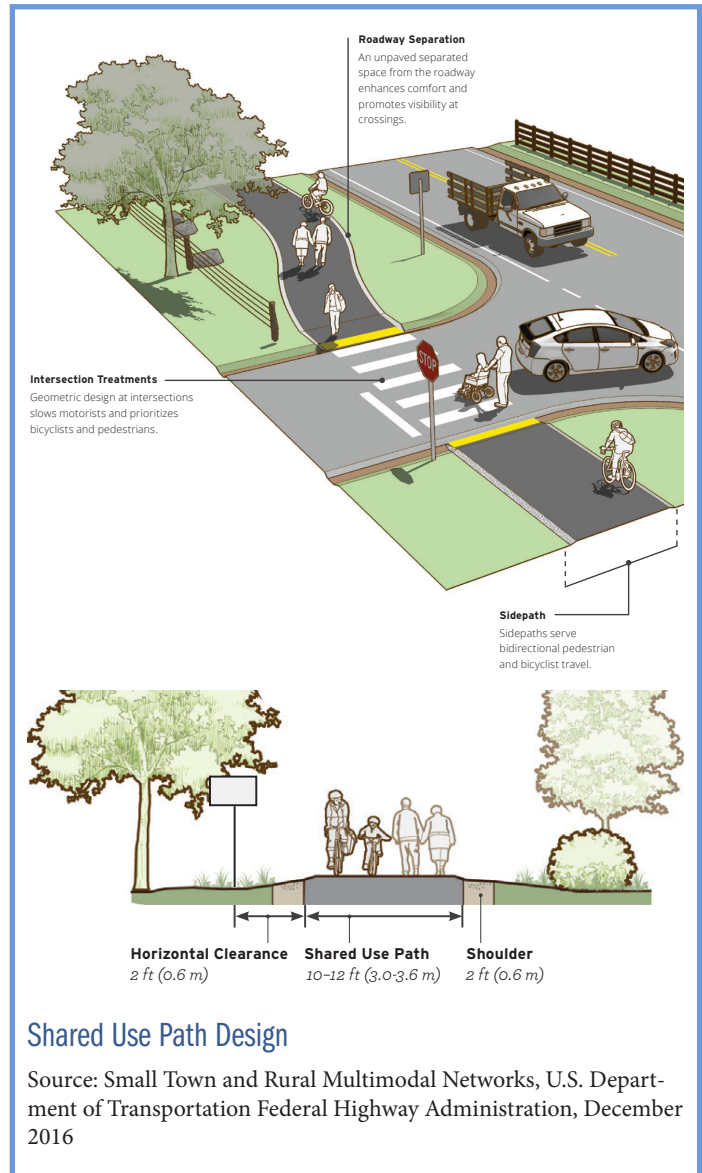 Roadway Separation
An unpaved separated
space from the roadway
enhances comfort and
promotes visibility at
crossings.
STOP
Intersection Treatments
Geometric design at intersections
slows motorists and prioritizes
bicyclists and pedestrians.
Sidepath
Sidepaths serve
bidirectional pedestrian
and bicyclist travel.
Horizontal Clearance
2 ft (0.6 m)
Shared Use Path
10–12 ft (3.0-3.6 m)
Shoulder
2 ft (0.6 m)
Shared Use Path Design
Source: Small Town and Rural Multimodal Networks, U.S. Depart-
ment of Transportation Federal Highway Administration, December
2016